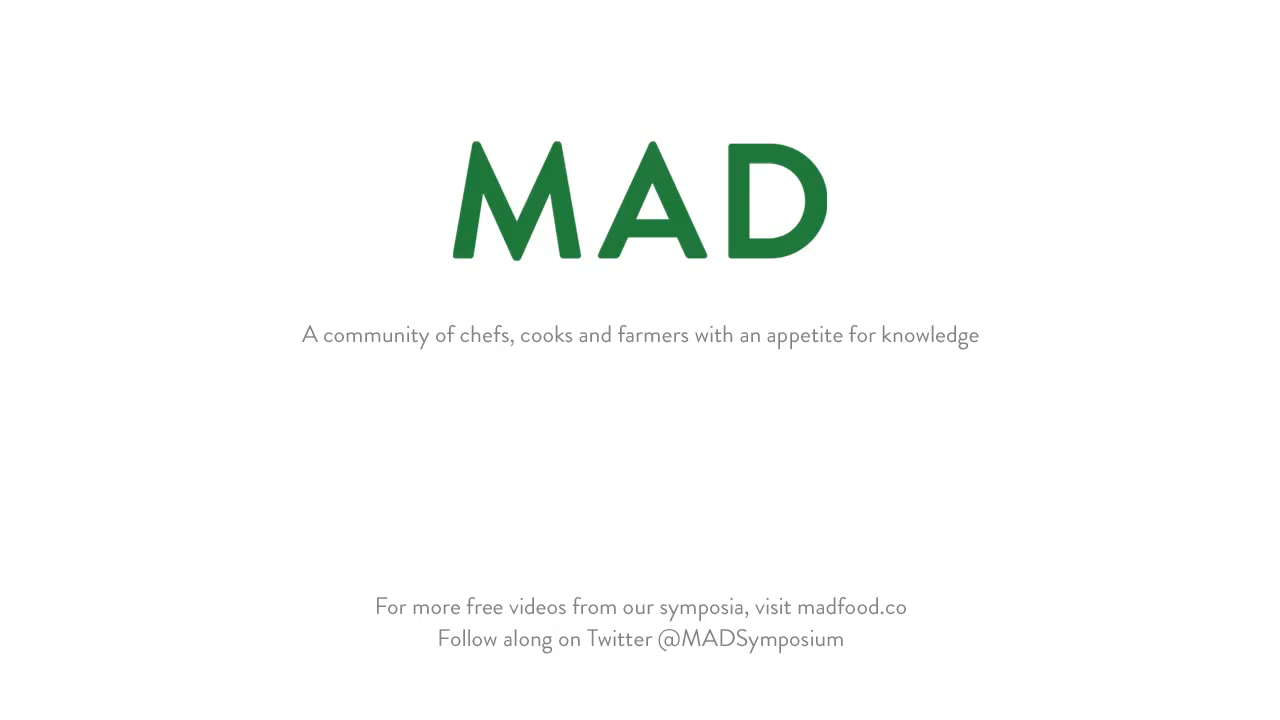 MAD
A community of chefs, cooks and farmers with an appetite for knowledge
For more free videos from our symposia, visit madfood.co
Follow along on Twitter @MADSymposium